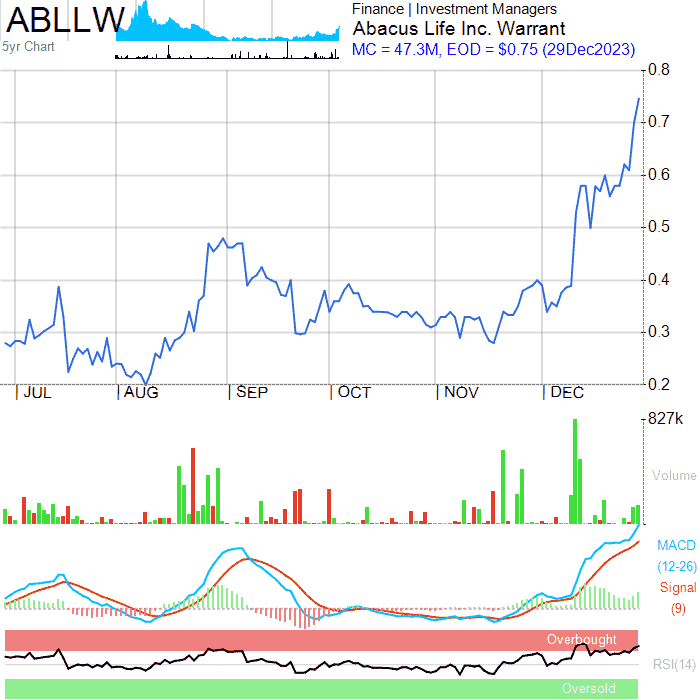 ABLLW
5yr Chart
Finance | Investment Managers
Abacus Life Inc. Warrant
MC = 47.3M, EOD = $0.75 (29Dec2023)
0.8
0.7
0.6
0.5
0.4
0.3
0.2
JUL AUG SEP OCT NOV DEC
827k
Volume
MACD
(12-26)
Signal
(9)
Overbought
RSI(14)
Oversold